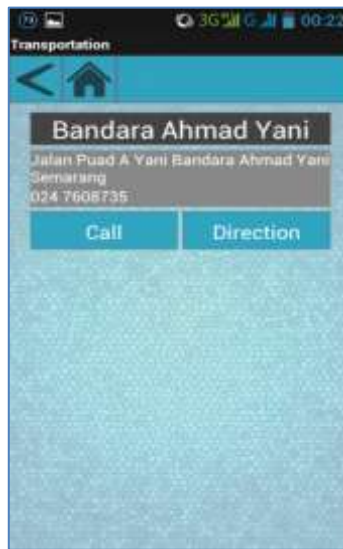 3G G 00:22
Transportation
Bandara Ahmad Yani
Jalan Puad A Yani Bandara Ahmad Yani
Semarang
024 7608735
Call Direction